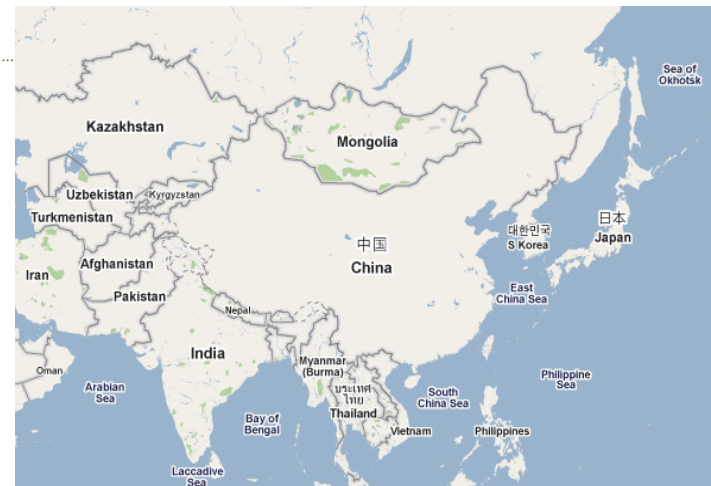 Sea of
Okhotsk
Kazakhstan
Mongolia
Uzbekistan
Kyrgyzstan
Turkmenistan
日本
Japan
대한민국
S Korea
中国
China
Afghanistan
Iran
East
China Sea
Pakistan
Nepal
India
Myanmar
(Burma)
Oman
Philippine
Sea
Arabian
Sea
ประเทศ
ไทย
Thailand
South
China Sea
Bay of
Bengal
Vietnam
Philippines
Laccadive
Sea